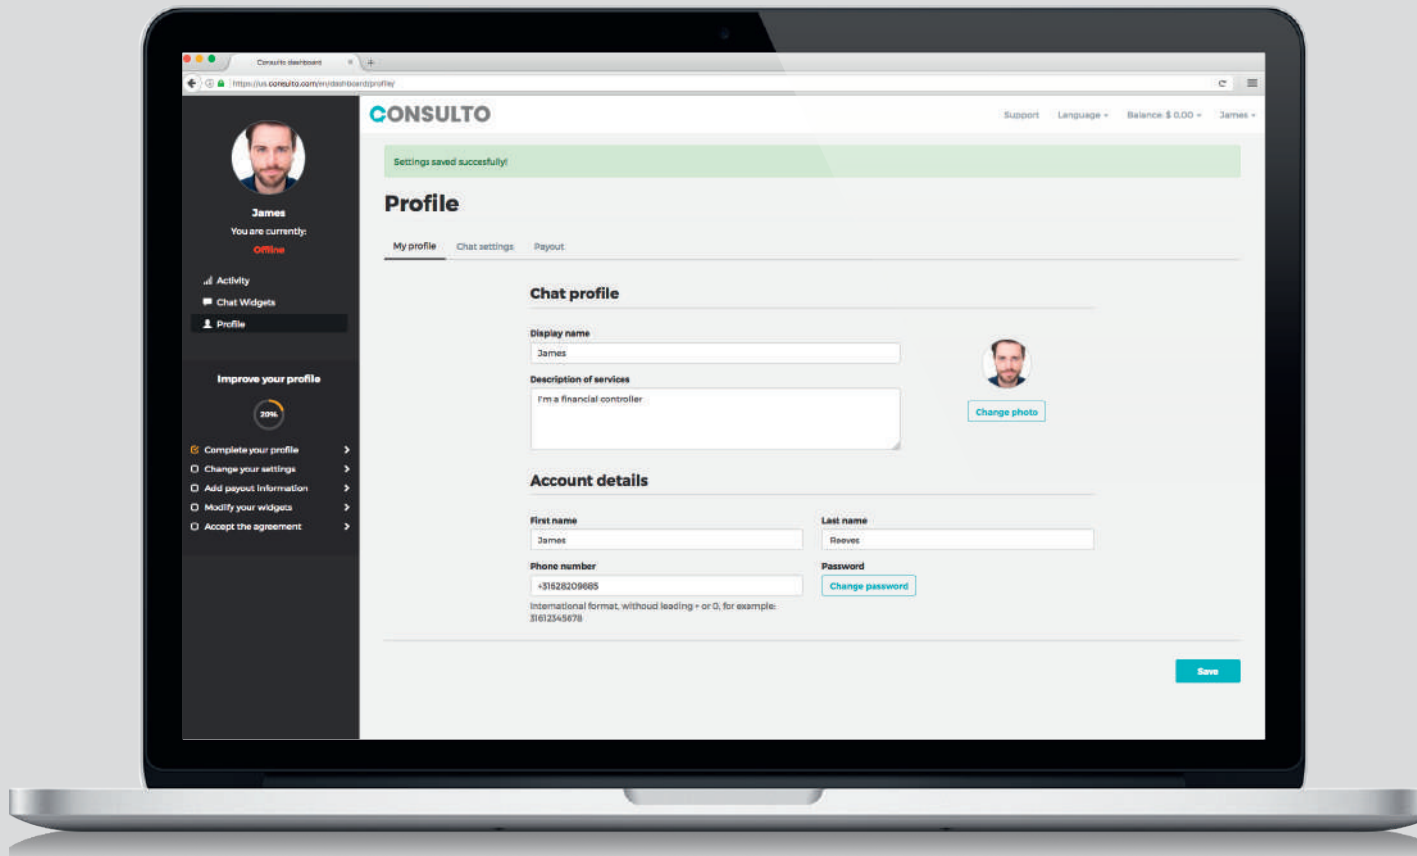 Consulto dashboard
https://us.consulto.com/en/dashboard/profile/
CONSULTO
Support Language Balance: $ 0.00 James
James
You are currently:
Offline
Activity
Chat Widgets
Profile
Improve your profile
20%
Complete your profile
Change your settings
Add payout information
Modify your widgets
Accept the agreement
Settings saved succesfully!
Profile
My profile Chat settings Payout
Chat profile
Display name
James
Description of services
I'm a financial controller
Change photo
Account details
First name Last name
James Reeves
Phone number Password
+31628209685 Change password
International format, withoud leading + or 0, for example:
31612345678
Save